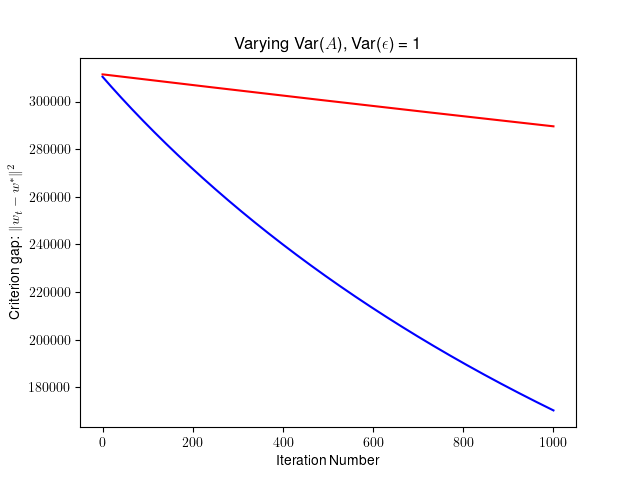 Varying Var(A), Var(ϵ) = 1
Criterion gap: ‖w_t − w*‖²
300000
280000
260000
240000
220000
200000
180000
0 200 400 600 800 1000
Iteration Number